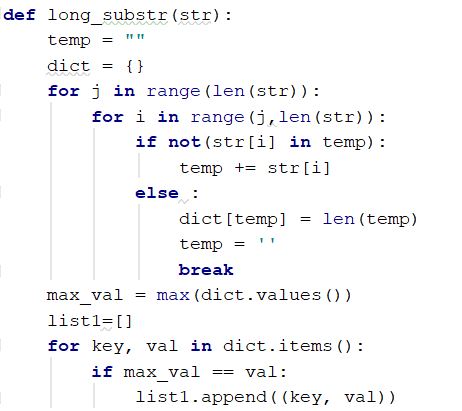 def long_substr(str):
    temp = ""
    dict = {}
    for j in range(len(str)):
        for i in range(j,len(str)):
            if not(str[i] in temp):
                temp += str[i]
            else :
                dict[temp] = len(temp)
                temp = ''
                break
    max_val = max(dict.values())
    list1=[]
    for key, val in dict.items():
        if max_val == val:
            list1.append((key, val))